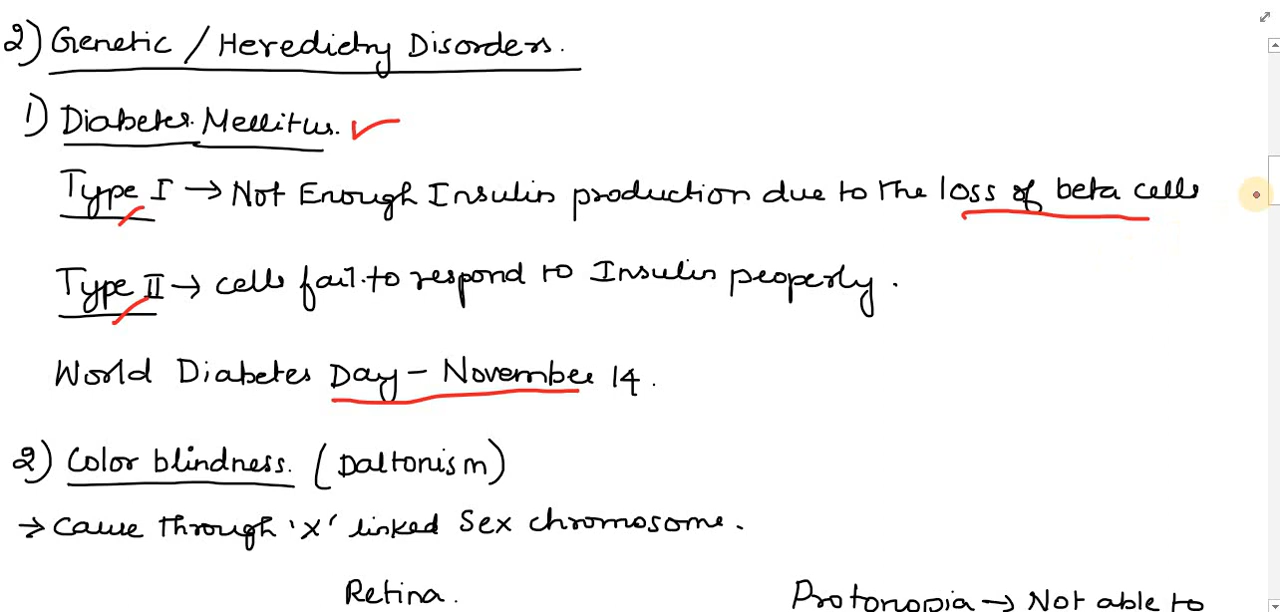 2) Genetic / Heredictry Disorders.
1) Diabetes Mellitus.
Type I → Not Enough Insulin production due to the loss of beta cells
Type II → cells fail to respond to Insulin peoperly.
World Diabetes Day - November 14.
2) Color blindness. (Daltonism)
→ Cause through 'X' linked Sex chromosome.
Retina. Protonopia → Not able to